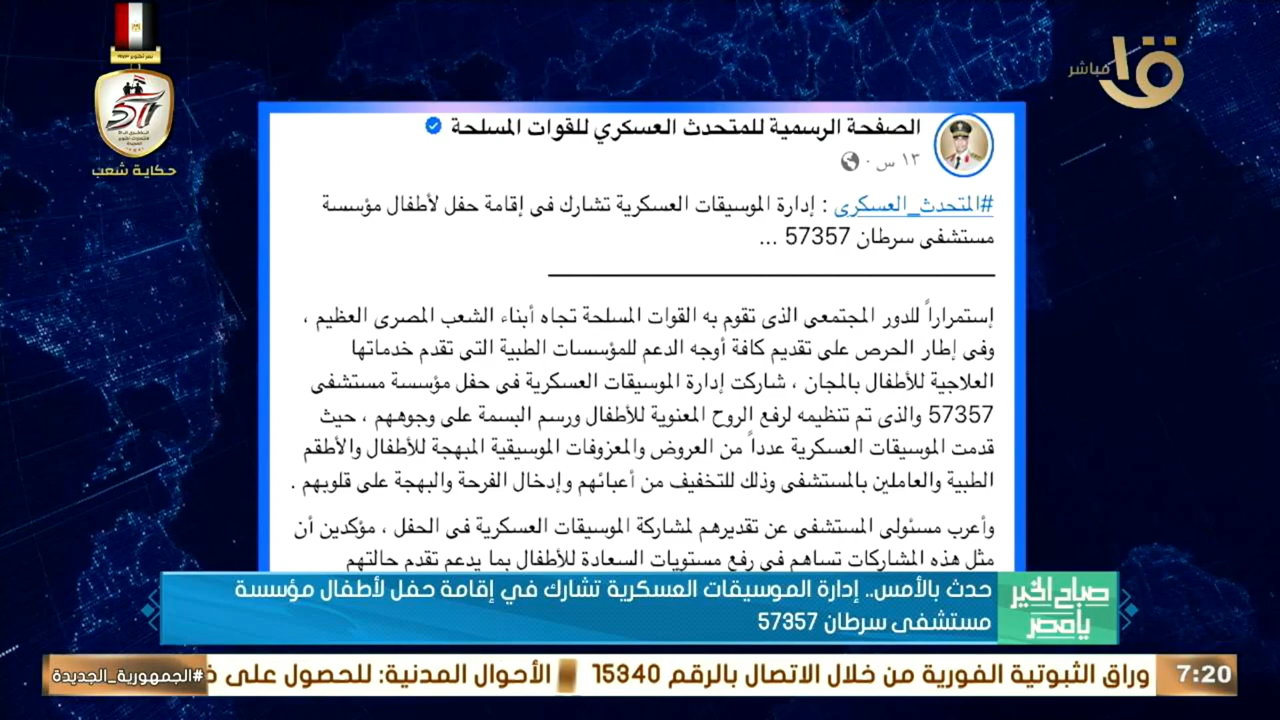 مباشر
حكاية شعب
الصفحة الرسمية للمتحدث العسكري للقوات المسلحة
١٣ س ·
#المتحدث_العسكرى : إدارة الموسيقات العسكرية تشارك فى إقامة حفل لأطفال مؤسسة
مستشفى سرطان 57357 ...
إستمراراً للدور المجتمعى الذى تقوم به القوات المسلحة تجاه أبناء الشعب المصرى العظيم ،
وفى إطار الحرص على تقديم كافة أوجه الدعم للمؤسسات الطبية التى تقدم خدماتها
العلاجية للأطفال بالمجان ، شاركت إدارة الموسيقات العسكرية فى حفل مؤسسة مستشفى
57357 والذى تم تنظيمه لرفع الروح المعنوية للأطفال ورسم البسمة على وجوههم ، حيث
قدمت الموسيقات العسكرية عدداً من العروض والمعزوفات الموسيقية المبهجة للأطفال والأطقم
الطبية والعاملين بالمستشفى وذلك للتخفيف من أعبائهم وإدخال الفرحة والبهجة على قلوبهم .
وأعرب مسئولى المستشفى عن تقديرهم لمشاركة الموسيقات العسكرية فى الحفل ، مؤكدين أن
مثل هذه المشاركات تساهم فى رفع مستويات السعادة للأطفال بما يدعم تقدم حالتهم
صباح الخير
يا مصر
حدث بالأمس.. إدارة الموسيقات العسكرية تشارك في إقامة حفل لأطفال مؤسسة
مستشفى سرطان 57357
7:20
وراق الثبوتية الفورية من خلال الاتصال بالرقم 15340
الأحوال المدنية: للحصول على
#الجمهورية_الجديدة